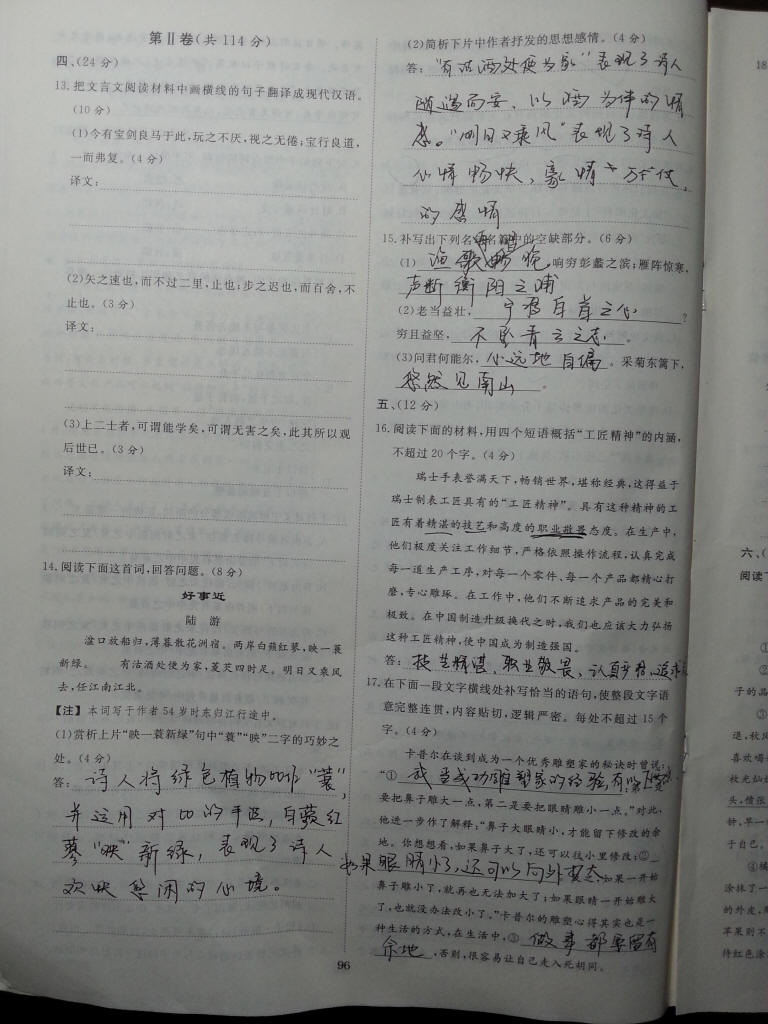 第Ⅱ卷(共114分)
四、(24分)
13.把文言文阅读材料中画横线的句子翻译成现代汉语。
(10分)
(1)今有宝剑良马于此,玩之不厌,视之无倦;宝行良道,
一而弗复。(4分)
译文:
(2)矢之速也,而不过二里,止也;步之迟也,而百舍,不
止也。(3分)
译文:
(3)上二士者,可谓能学矣,可谓无害之矣,此其所以观
后世已。(3分)
译文:
14.阅读下面这首词,回答问题。(8分)
好事近
陆 游
湓口放船归,薄暮散花洲宿。两岸白蘋红蓼,映一蓑
新绿。 有沽酒处便为家,菱芡四时足。明日又乘风
去,任江南江北。
【注】 本词写于作者54岁时东归江行途中。
(1)赏析上片“映一蓑新绿”句中“蓑”“映”二字的巧妙之
处。(4分)
答:诗人将绿色植物比作“蓑”,
并运用对比的手法,白蘋红
蓼“映”新绿,表现了诗人
欢快悠闲的心境。
(2)简析下片中作者抒发的思想感情。(4分)
答:“有沽酒处便为家”表现了诗人
随遇而安、以酒为伴的情
感。“明日又乘风”表现了诗人
心情畅快、豪情万丈
的感情
15.补写出下列名句名篇中的空缺部分。(6分)
(1)渔歌唱晚,响穷彭蠡之滨;雁阵惊寒,
声断衡阳之浦
(2)老当益壮,宁移白首之心?
穷且益坚,不坠青云之志。
(3)问君何能尔,心远地自偏。采菊东篱下,
悠然见南山。
五、(12分)
16.阅读下面的材料,用四个短语概括“工匠精神”的内涵,
不超过20个字。(4分)
瑞士手表誉满天下,畅销世界,堪称经典,这得益于
瑞士制表工匠具有的“工匠精神”。具有这种精神的工
匠有着精湛的技艺和高度的职业敬畏态度。在生产中,
他们极度关注工作细节,严格依照操作流程,认真完成
每一道生产工序,对每一个零件、每一个产品都精心打
磨,专心雕琢。在工作中,他们不断追求产品的完美和
极致。在中国制造升级换代之时,我们也应该大力弘扬
这种工匠精神,使中国成为制造强国。
答:技艺精湛、职业敬畏、认真,追求
17.在下面一段文字横线处补写恰当的语句,使整段文字语
意完整连贯,内容贴切,逻辑严密。每处不超过15个
字。(4分)
卡普尔在谈到成为一个优秀雕塑家的秘诀时曾说:
“①成功雕塑家的经验有
要把鼻子雕大一点,第二是要把眼睛雕小一点。”对此,
他进一步作了解释:“鼻子大眼睛小,才能留下修改的余
地。你想想看,如果鼻子大了,还可以往小里修改;②
如果眼睛小了,还可以向外,如果一开始
鼻子雕小了,就再也无法加大了;如果眼睛一开始雕大
了,也就没办法改小了。”卡普尔的雕塑心得其实也是一
种生活的方式,在生活中,③做事都要留有
余地,否则,很容易让自己走入死胡同。
96
18
六、(
阅读下